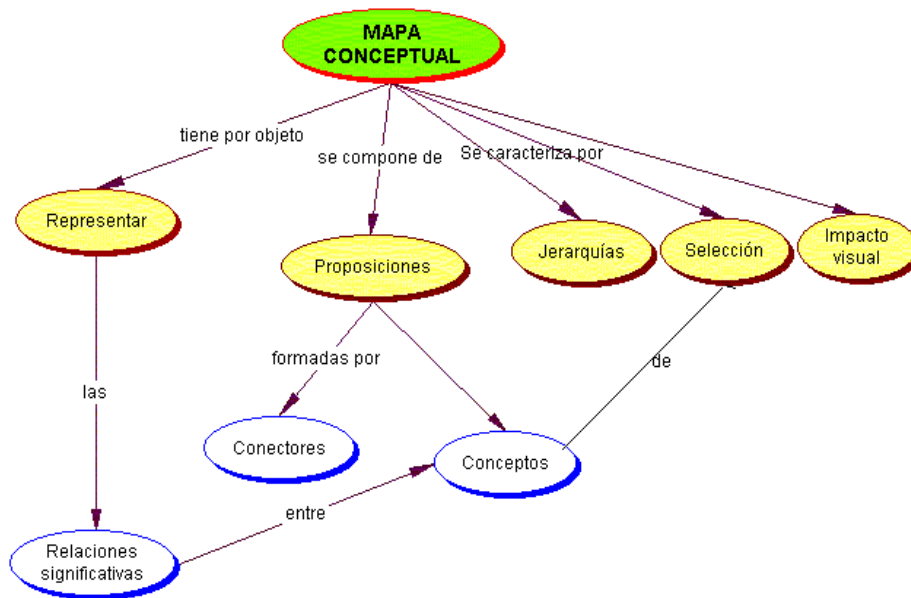 MAPA
CONCEPTUAL
tiene por objeto
se compone de
Se caracteriza por
Representar
Proposiciones
Jerarquías
Selección
Impacto
visual
formadas por
de
las
Conectores
Conceptos
entre
Relaciones
significativas